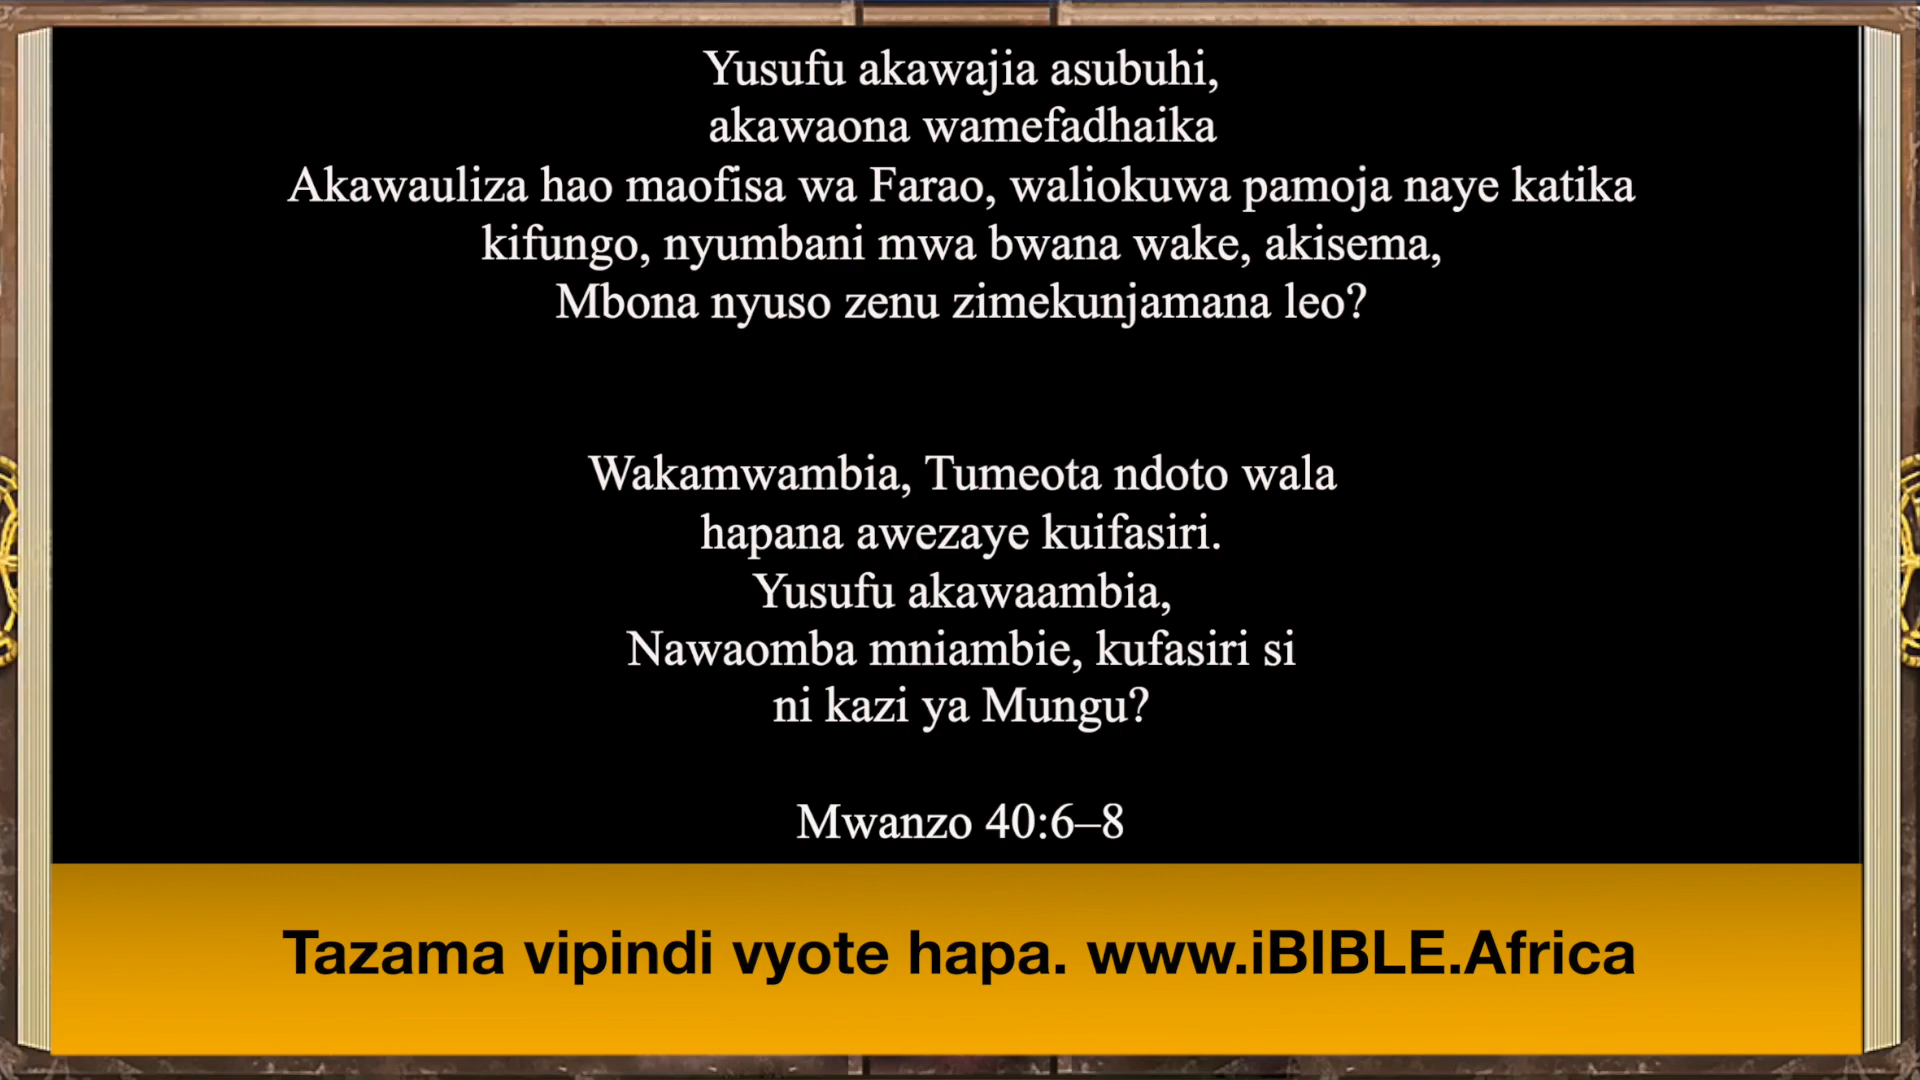 Yusufu akawajia asubuhi,
akawaona wamefadhaika
Akawauliza hao maofisa wa Farao, waliokuwa pamoja naye katika
kifungo, nyumbani mwa bwana wake, akisema,
Mbona nyuso zenu zimekunjamana leo?
Wakamwambia, Tumeota ndoto wala
hapana awezaye kuifasiri.
Yusufu akawaambia,
Nawaomba mniambie, kufasiri si
ni kazi ya Mungu?
Mwanzo 40:6–8
Tazama vipindi vyote hapa. www.iBIBLE.Africa